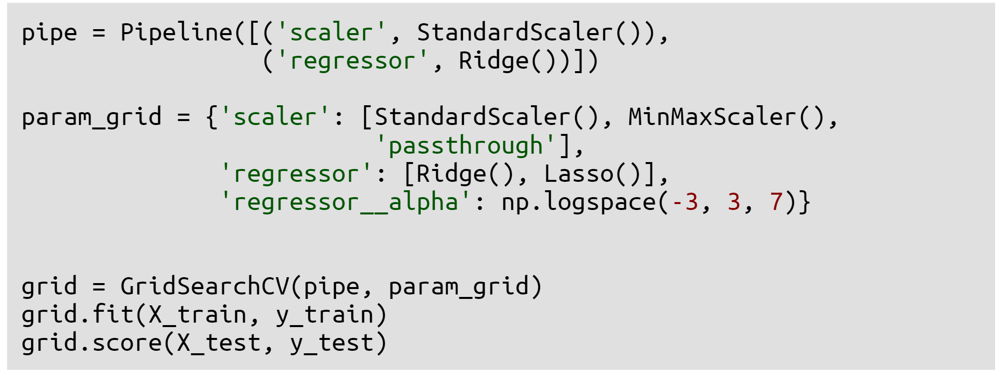 pipe = Pipeline([('scaler', StandardScaler()),
                 ('regressor', Ridge())])
param_grid = {'scaler': [StandardScaler(), MinMaxScaler(),
                         'passthrough'],
              'regressor': [Ridge(), Lasso()],
              'regressor__alpha': np.logspace(-3, 3, 7)}
grid = GridSearchCV(pipe, param_grid)
grid.fit(X_train, y_train)
grid.score(X_test, y_test)